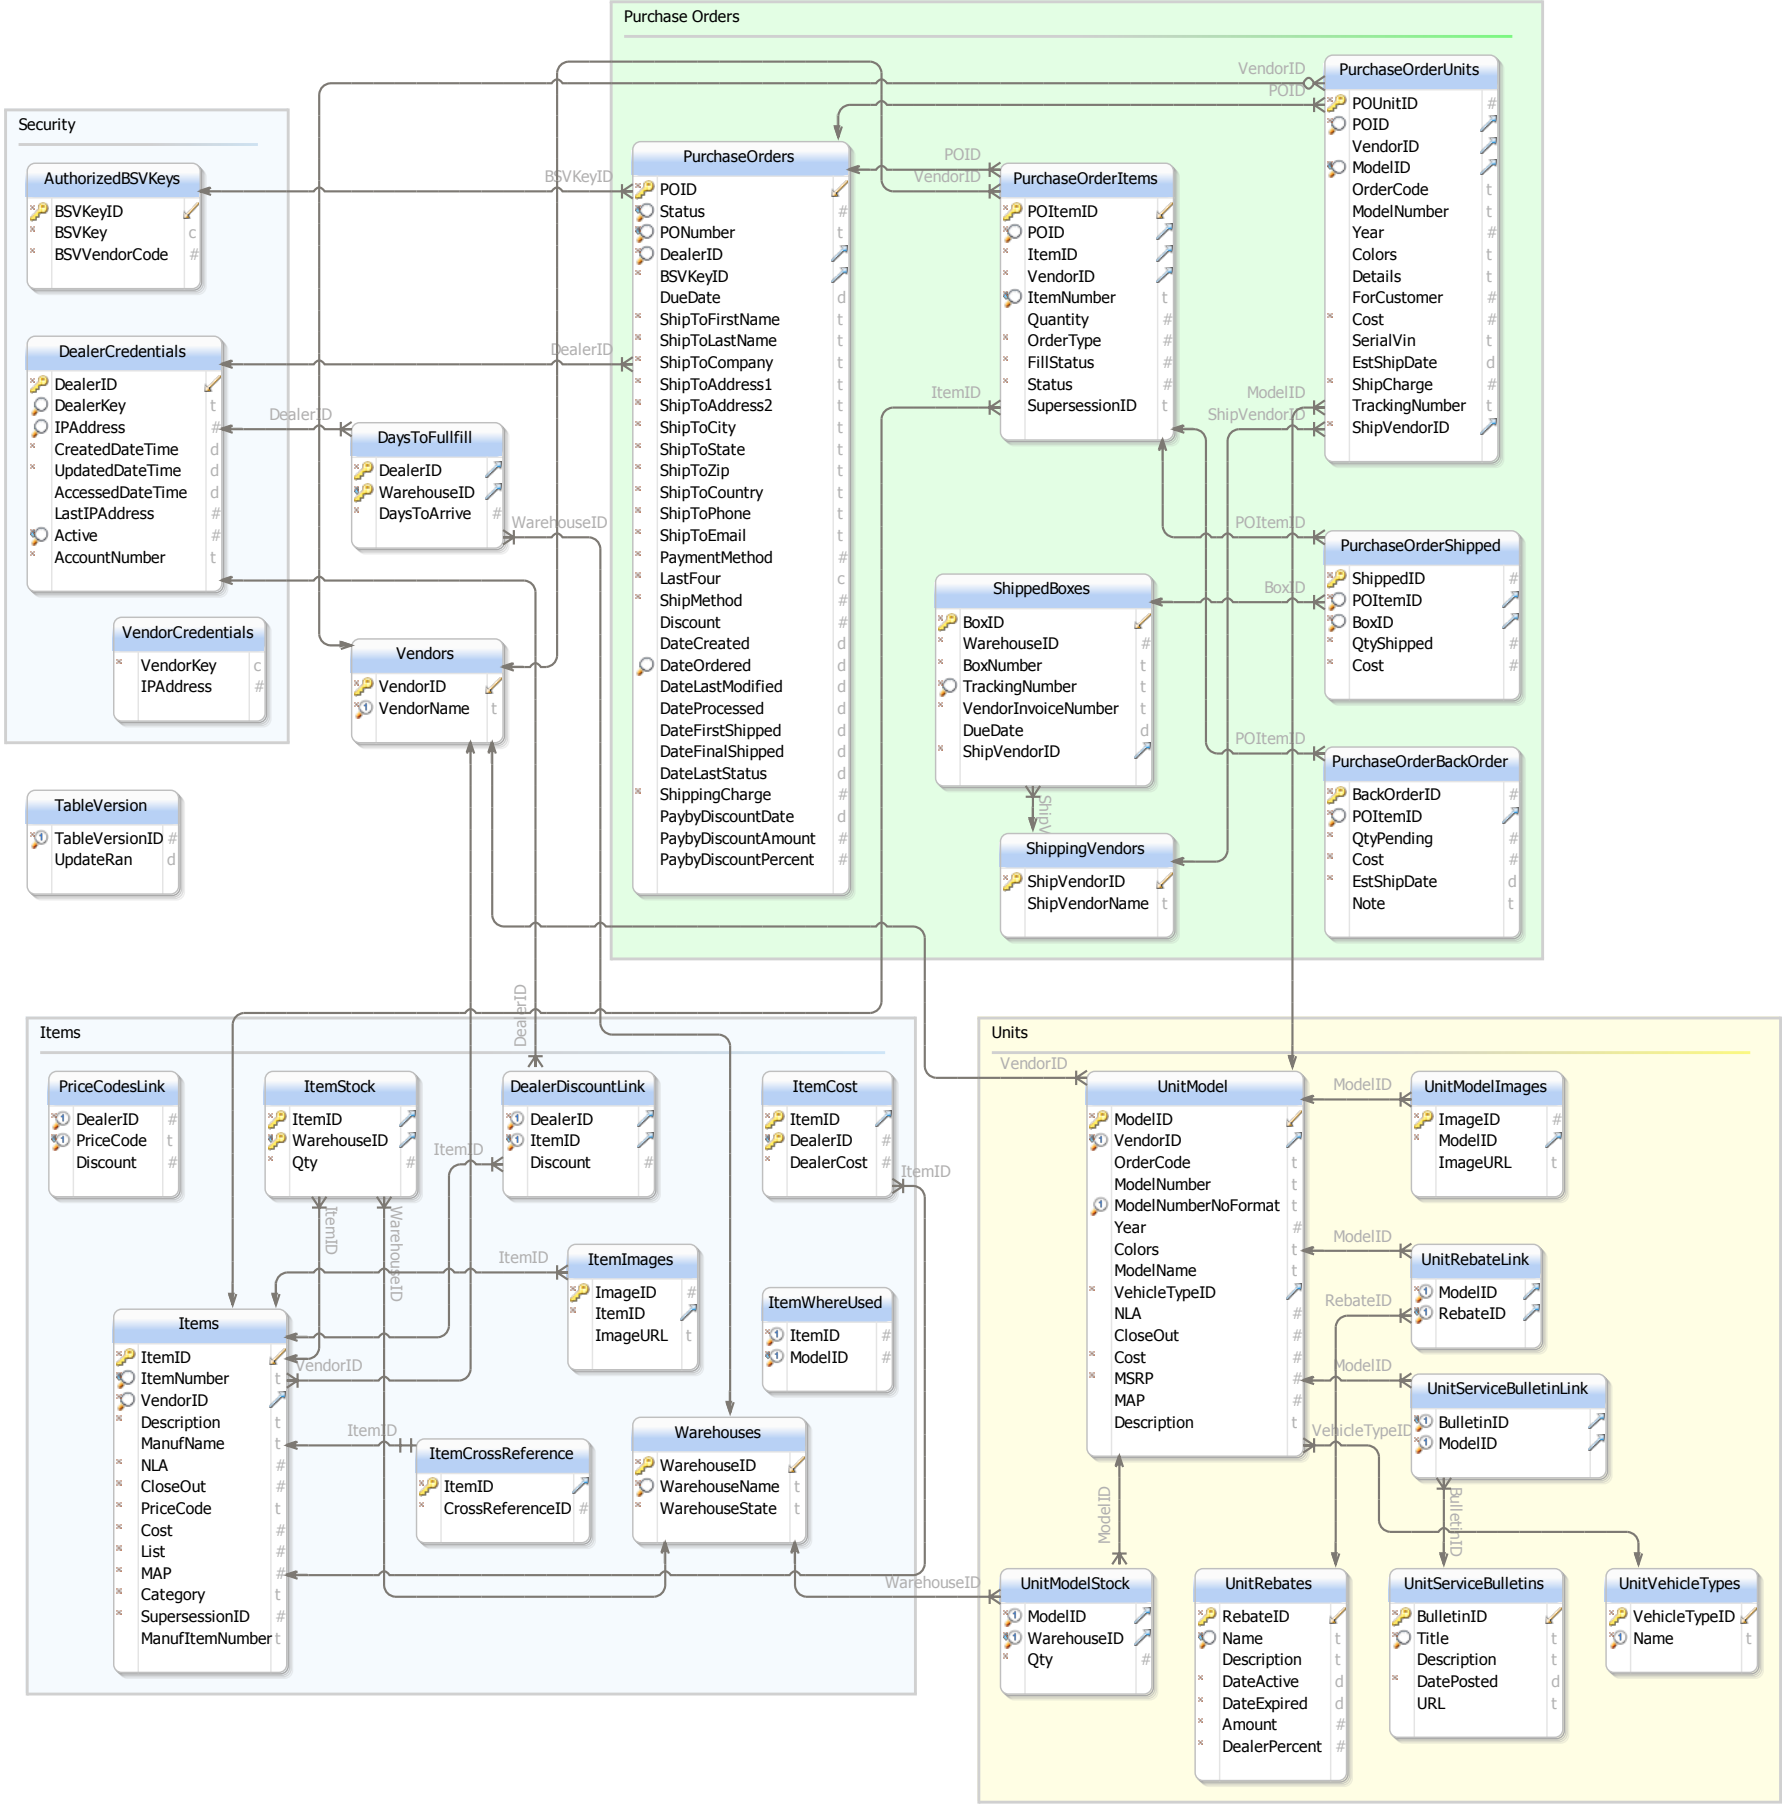 Purchase Orders
VendorID
POID
PurchaseOrderUnits
POUnitID #
POID
VendorID
ModelID
OrderCode t
ModelNumber t
Year #
Colors t
Details t
ForCustomer #
Cost #
SerialVin t
EstShipDate d
ShipCharge #
TrackingNumber t
ShipVendorID
ModelID
ShipVendorID
Security
AuthorizedBSVKeys
BSVKeyID
BSVKey c
BSVVendorCode #
BSVKeyID
DealerCredentials
DealerID
DealerKey t
IPAddress #
CreatedDateTime d
UpdatedDateTime d
AccessedDateTime d
LastIPAddress #
Active #
AccountNumber t
DealerID
DealerID
VendorCredentials
VendorKey c
IPAddress #
DaysToFullfill
DealerID
WarehouseID
DaysToArrive #
WarehouseID
Vendors
VendorID
VendorName t
TableVersion
TableVersionID #
UpdateRan d
PurchaseOrders
POID
Status #
PONumber t
DealerID
BSVKeyID
DueDate d
ShipToFirstName t
ShipToLastName t
ShipToCompany t
ShipToAddress1 t
ShipToAddress2 t
ShipToCity t
ShipToState t
ShipToZip t
ShipToCountry t
ShipToPhone t
ShipToEmail t
PaymentMethod #
LastFour c
ShipMethod #
Discount #
DateCreated d
DateOrdered d
DateLastModified d
DateProcessed d
DateFirstShipped d
DateFinalShipped d
DateLastStatus d
ShippingCharge #
PaybyDiscountDate d
PaybyDiscountAmount #
PaybyDiscountPercent #
POID
VendorID
PurchaseOrderItems
POItemID
POID
ItemID
VendorID
ItemNumber t
Quantity #
OrderType #
FillStatus #
Status #
SupersessionID t
ItemID
POItemID
PurchaseOrderShipped
ShippedID #
POItemID
BoxID
QtyShipped #
Cost #
BoxID
ShippedBoxes
BoxID
WarehouseID #
BoxNumber t
TrackingNumber t
VendorInvoiceNumber t
DueDate d
ShipVendorID
ShipV
ShippingVendors
ShipVendorID
ShipVendorName t
POItemID
PurchaseOrderBackOrder
BackOrderID #
POItemID
QtyPending #
Cost #
EstShipDate d
Note t
Items
DealerID
PriceCodesLink
DealerID #
PriceCode t
Discount #
ItemStock
ItemID
WarehouseID
Qty #
ItemID
WarehouseID
DealerDiscountLink
DealerID
ItemID
Discount #
ItemID
ItemCost
ItemID
DealerID #
DealerCost #
ItemID
ItemImages
ImageID #
ItemID
ImageURL t
ItemID
ItemWhereUsed
ItemID #
ModelID #
Items
ItemID
ItemNumber t
VendorID
Description t
ManufName t
NLA #
CloseOut #
PriceCode t
Cost #
List #
MAP #
Category t
SupersessionID #
ManufItemNumber t
VendorID
ItemID
ItemCrossReference
ItemID
CrossReferenceID #
Warehouses
WarehouseID
WarehouseName t
WarehouseState t
WarehouseID
Units
VendorID
UnitModel
ModelID
VendorID
OrderCode t
ModelNumber t
ModelNumberNoFormat t
Year #
Colors t
ModelName t
VehicleTypeID
NLA #
CloseOut #
Cost #
MSRP #
MAP #
Description t
ModelID
UnitModelImages
ImageID #
ModelID
ImageURL t
ModelID
UnitRebateLink
ModelID
RebateID
RebateID
ModelID
UnitServiceBulletinLink
BulletinID
ModelID
VehicleTypeID
BulletinID
ModelID
UnitModelStock
ModelID
WarehouseID
Qty #
UnitRebates
RebateID
Name t
Description t
DateActive d
DateExpired d
Amount #
DealerPercent #
UnitServiceBulletins
BulletinID
Title t
Description t
DatePosted d
URL t
UnitVehicleTypes
VehicleTypeID
Name t